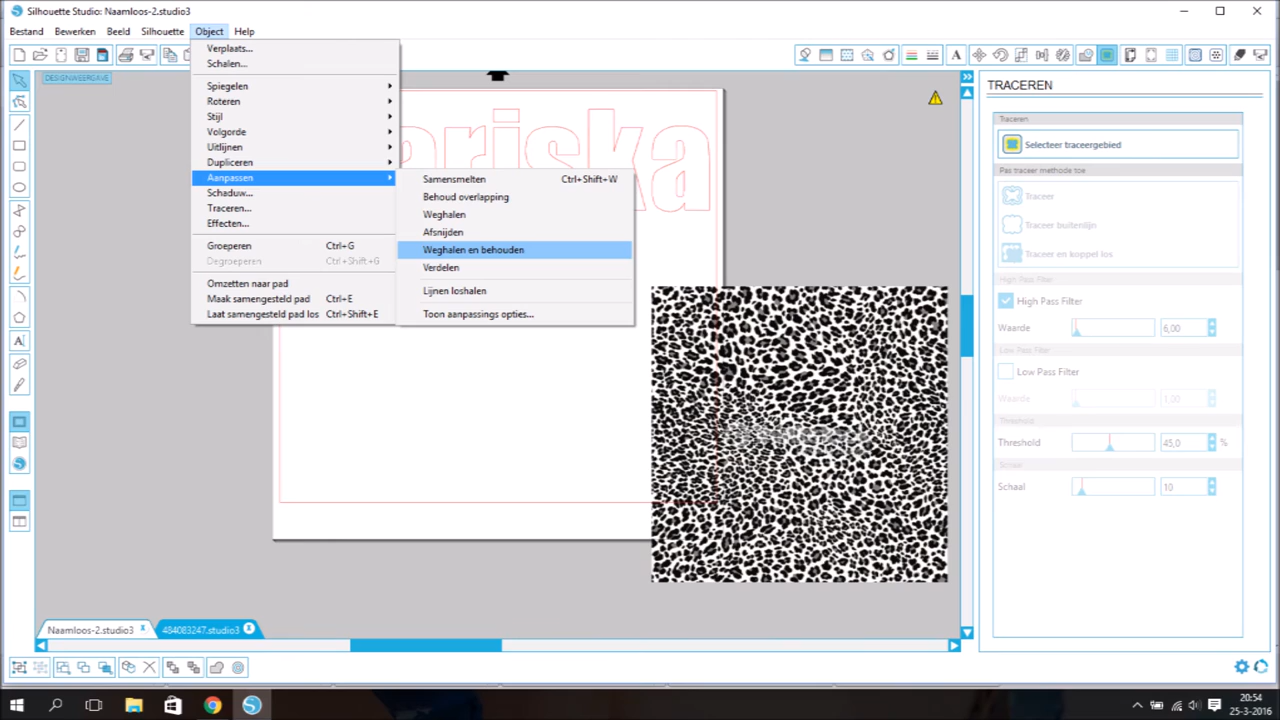 Silhouette Studio: Naamloos-2.studio3
Bestand Bewerken Beeld Silhouette Object Help
DESIGNWEERGAVE
Verplaats...
Schalen...
Spiegelen
Roteren
Stijl
Volgorde
Uitlijnen
Dupliceren
Aanpassen
Schaduw...
Traceren...
Effecten...
Groeperen Ctrl+G
Degroeperen Ctrl+Shift+G
Omzetten naar pad
Maak samengesteld pad Ctrl+E
Laat samengesteld pad los Ctrl+Shift+E
Samensmelten Ctrl+Shift+W
Behoud overlapping
Weghalen
Afsnijden
Weghalen en behouden
Verdelen
Lijnen loshalen
Toon aanpassings opties...
riska
TRACEREN
Traceren
Selecteer traceergebied
Pas traceer methode toe
Traceer
Traceer buitenlijn
Traceer en koppel los
High Pass Filter
High Pass Filter
Waarde 6,00
Low Pass Filter
Low Pass Filter
Waarde 1,00
Threshold
Threshold 45,0 %
Schaal
Schaal 10
Naamloos-2.studio3 x 484083247.studio3 x
20:54
25-3-2016